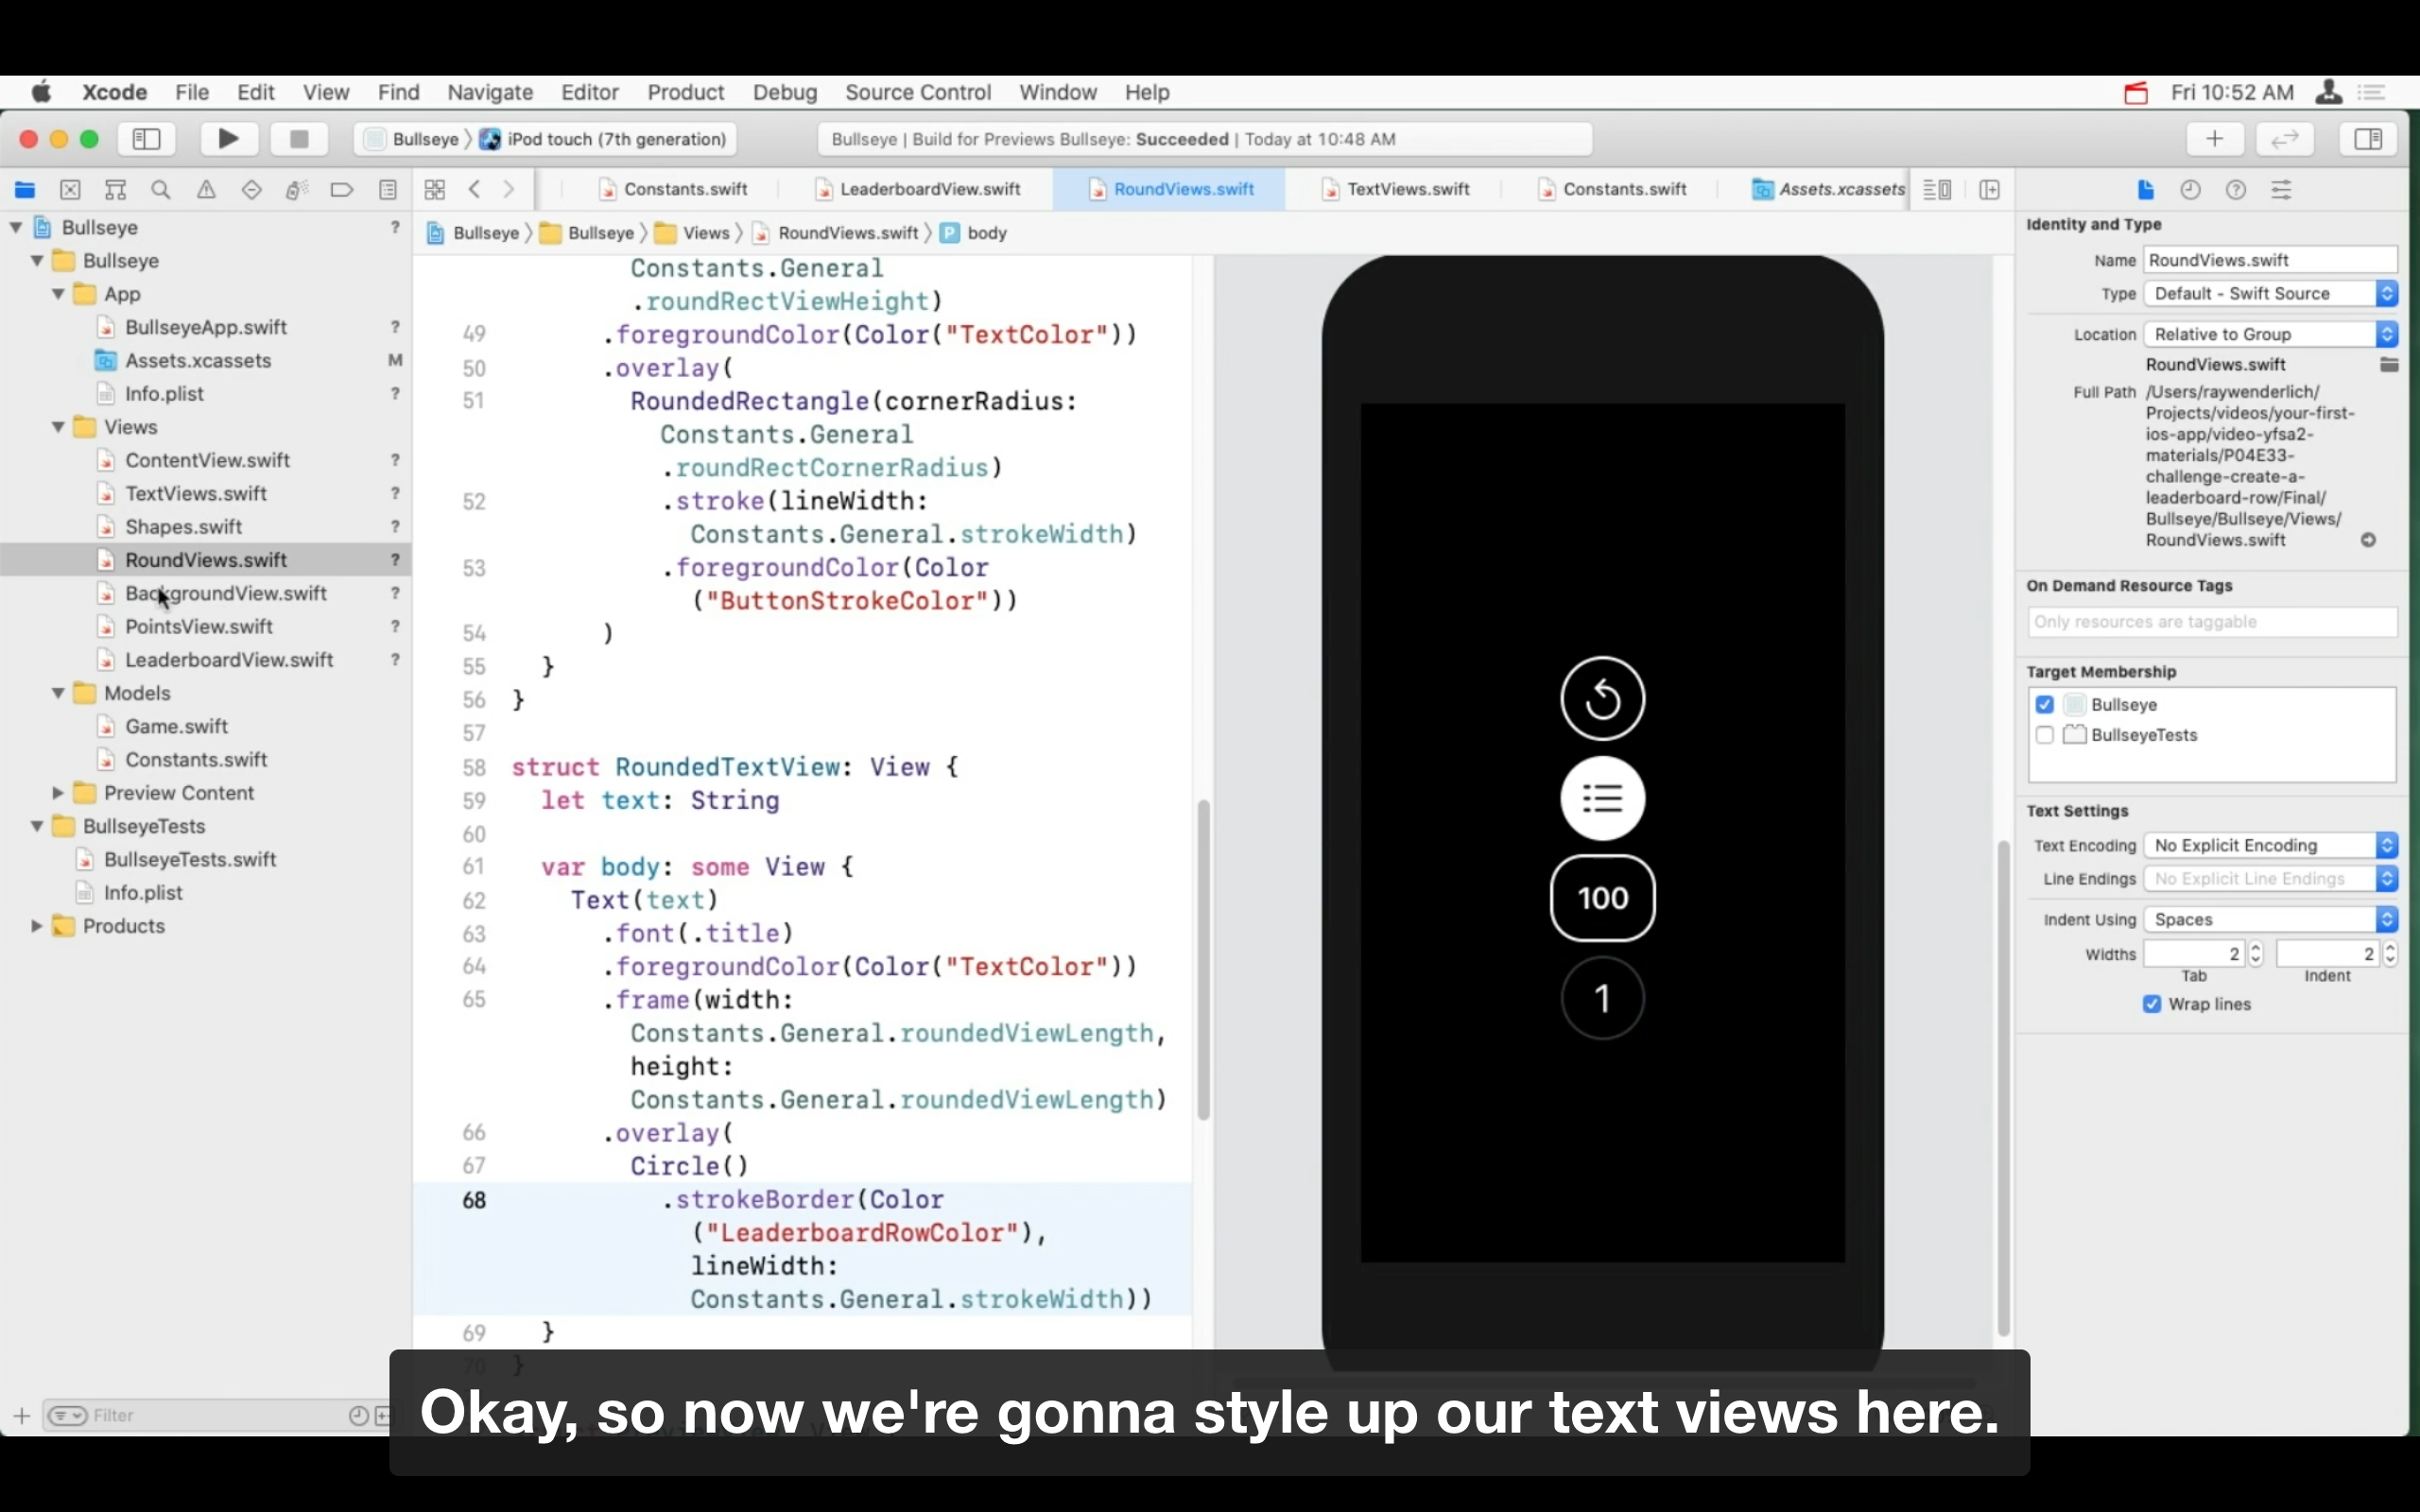 Xcode File Edit View Find Navigate Editor Product Debug Source Control Window Help Fri 10:52 AM
Bullseye iPod touch (7th generation) Bullseye | Build for Previews Bullseye: Succeeded | Today at 10:48 AM
Constants.swift LeaderboardView.swift RoundViews.swift TextViews.swift Constants.swift Assets.xcassets
Bullseye Bullseye Views RoundViews.swift body
Bullseye ?
Bullseye
App
BullseyeApp.swift ?
Assets.xcassets M
Info.plist ?
Views
ContentView.swift ?
TextViews.swift ?
Shapes.swift ?
RoundViews.swift ?
BackgroundView.swift ?
PointsView.swift ?
LeaderboardView.swift ?
Models
Game.swift
Constants.swift
Preview Content
BullseyeTests
BullseyeTests.swift
Info.plist
Products
Filter
Constants.General
.roundRectViewHeight)
49 .foregroundColor(Color("TextColor"))
50 .overlay(
51 RoundedRectangle(cornerRadius:
Constants.General
.roundRectCornerRadius)
52 .stroke(lineWidth:
Constants.General.strokeWidth)
53 .foregroundColor(Color
("ButtonStrokeColor"))
54 )
55 }
56 }
57
58 struct RoundedTextView: View {
59 let text: String
60
61 var body: some View {
62 Text(text)
63 .font(.title)
64 .foregroundColor(Color("TextColor"))
65 .frame(width:
Constants.General.roundedViewLength,
height:
Constants.General.roundedViewLength)
66 .overlay(
67 Circle()
68 .strokeBorder(Color
("LeaderboardRowColor"),
lineWidth:
Constants.General.strokeWidth))
69 }
70 }
100
1
Identity and Type
Name RoundViews.swift
Type Default - Swift Source
Location Relative to Group
RoundViews.swift
Full Path /Users/raywenderlich/
Projects/videos/your-first-
ios-app/video-yfsa2-
materials/P04E33-
challenge-create-a-
leaderboard-row/Final/
Bullseye/Bullseye/Views/
RoundViews.swift
On Demand Resource Tags
Only resources are taggable
Target Membership
Bullseye
BullseyeTests
Text Settings
Text Encoding No Explicit Encoding
Line Endings No Explicit Line Endings
Indent Using Spaces
Widths 2 2
Tab Indent
Wrap lines
Okay, so now we're gonna style up our text views here.